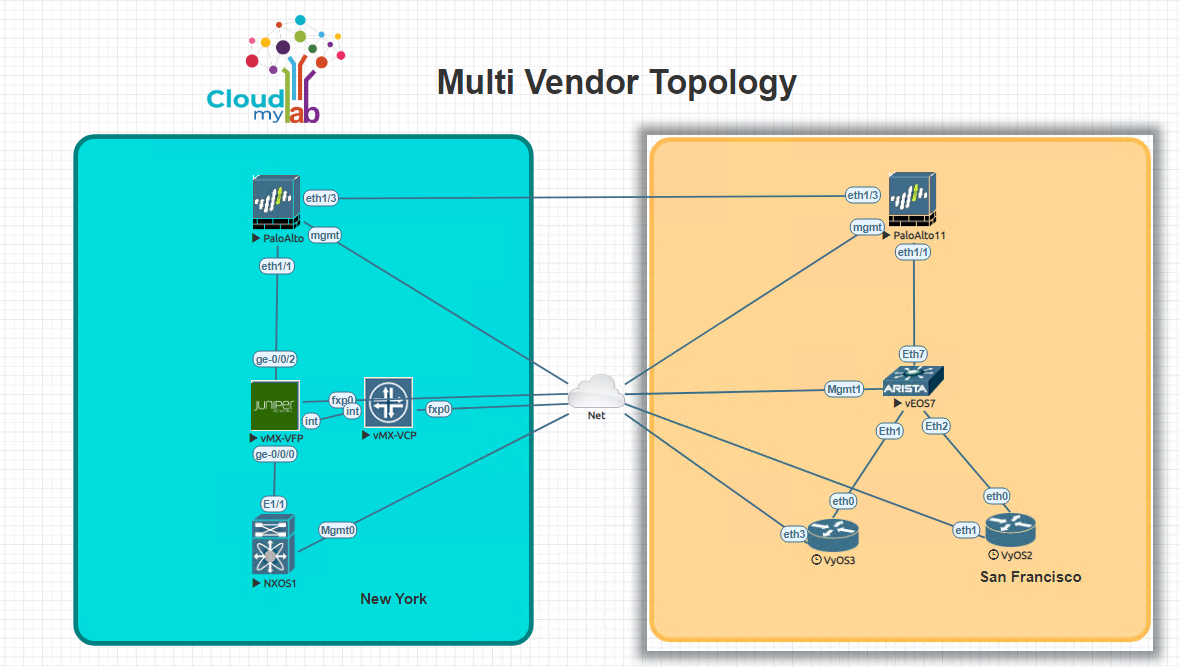 Cloud
my lab
Multi Vendor Topology
eth1/3
eth1/3
PaloAlto
mgmt
mgmt
PaloAlto11
eth1/1
eth1/1
ge-0/0/2
Eth7
JUNIPER
fxp0
int
int
fxp0
Mgmt1
ARISTA
vEOS7
Net
vMX-VFP
vMX-VCP
ge-0/0/0
Eth1
Eth2
E1/1
eth0
eth0
Mgmt0
eth3
eth1
VyOS3
VyOS2
NXOS1
San Francisco
New York